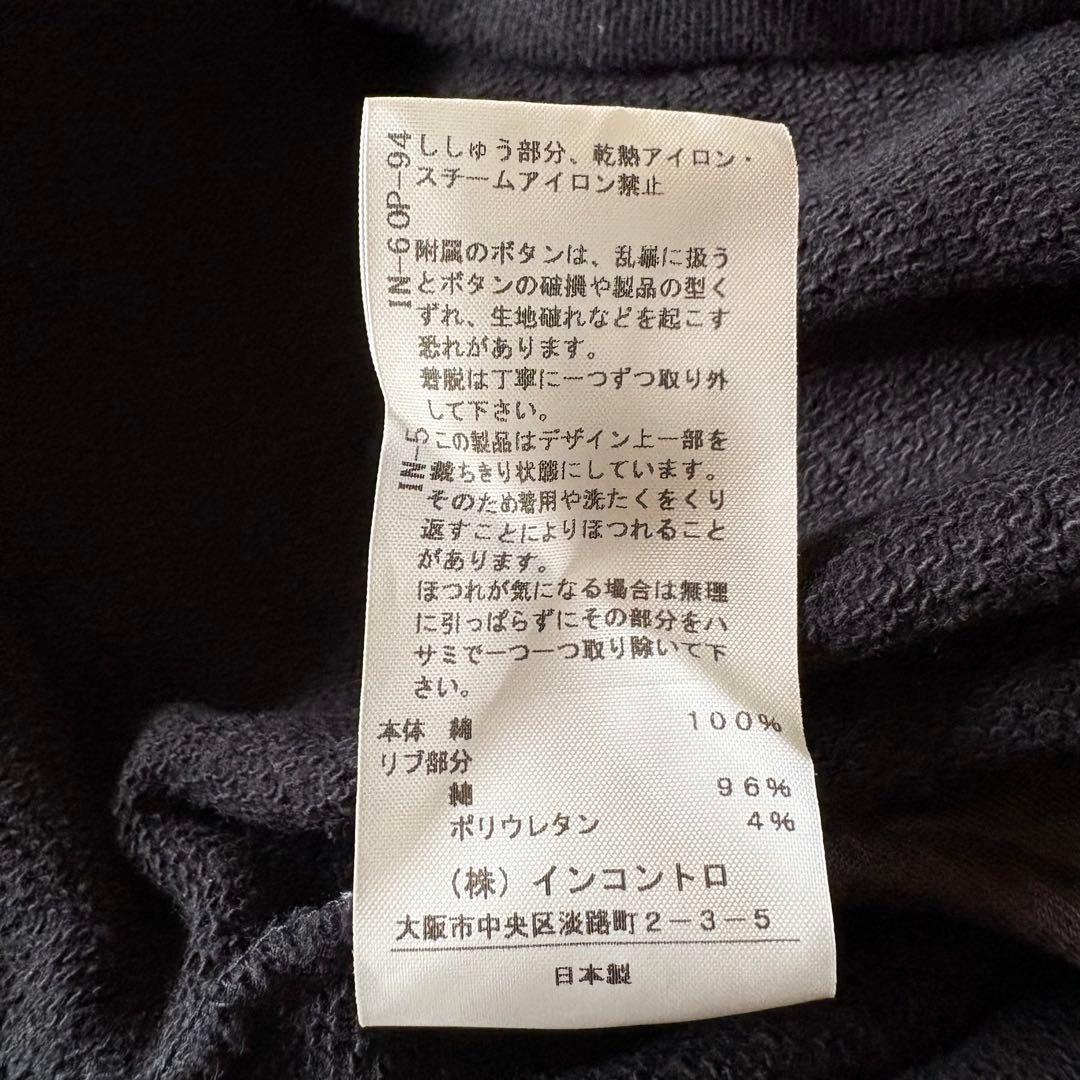 ししゅう部分、乾熱アイロン・
スチームアイロン禁止
IN-6 OP-94
附属のボタンは、乱暴に扱う
とボタンの破損や製品の型く
ずれ、生地破れなどを起こす
恐れがあります。
着脱は丁寧に一つずつ取り外
して下さい。
IN-5
この製品はデザイン上一部を
裁ちきり状態にしています。
そのため着用や洗たくをくり
返すことによりほつれること
があります。
ほつれが気になる場合は無理
に引っぱらずにその部分をハ
サミで一つ一つ取り除いて下
さい。
本体 綿 100%
リブ部分
綿 96%
ポリウレタン 4%
(株)インコントロ
大阪市中央区淡路町2-3-5
日本製